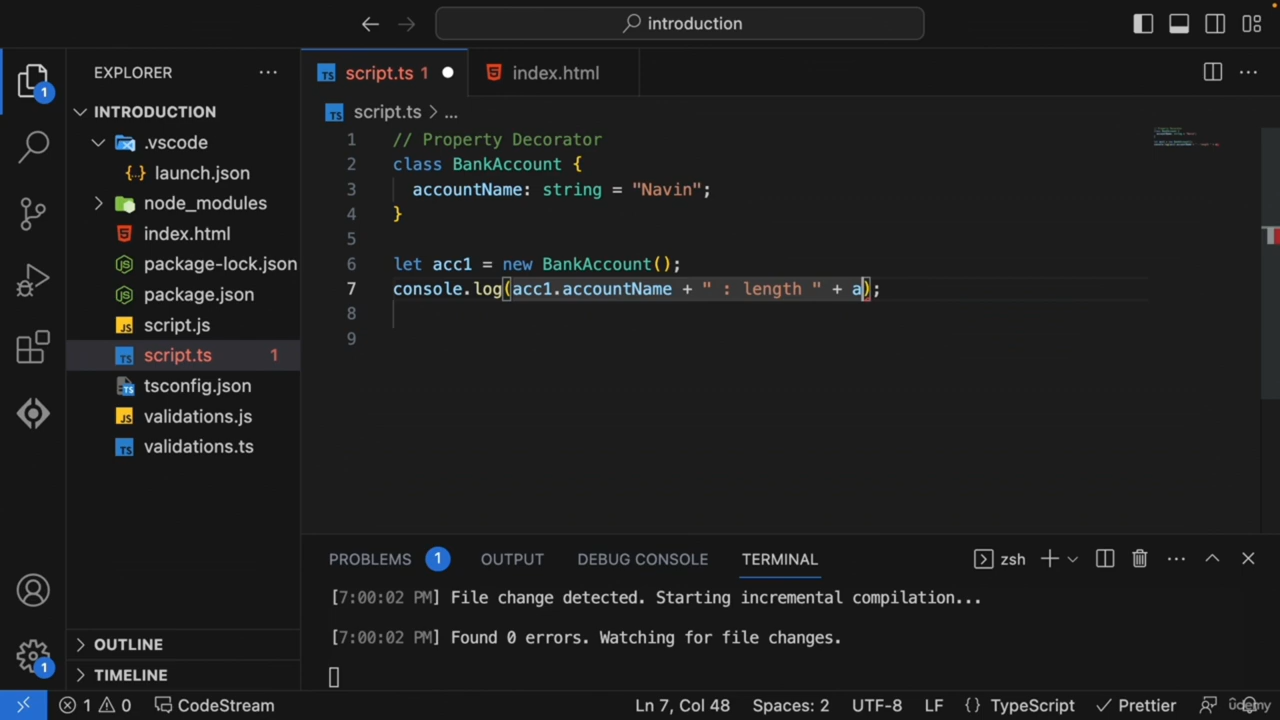 introduction
EXPLORER
INTRODUCTION
.vscode
launch.json
node_modules
index.html
package-lock.json
package.json
script.js
script.ts 1
tsconfig.json
validations.js
validations.ts
OUTLINE
TIMELINE
1
1
script.ts 1
index.html
script.ts > ...
1 // Property Decorator
2 class BankAccount {
3 accountName: string = "Navin";
4 }
5
6 let acc1 = new BankAccount();
7 console.log(acc1.accountName + " : length " + a);
8
9
PROBLEMS 1 OUTPUT DEBUG CONSOLE TERMINAL zsh
[7:00:02 PM] File change detected. Starting incremental compilation...
[7:00:02 PM] Found 0 errors. Watching for file changes.
1 0 CodeStream Ln 7, Col 48 Spaces: 2 UTF-8 LF {} TypeScript Prettier
udemy